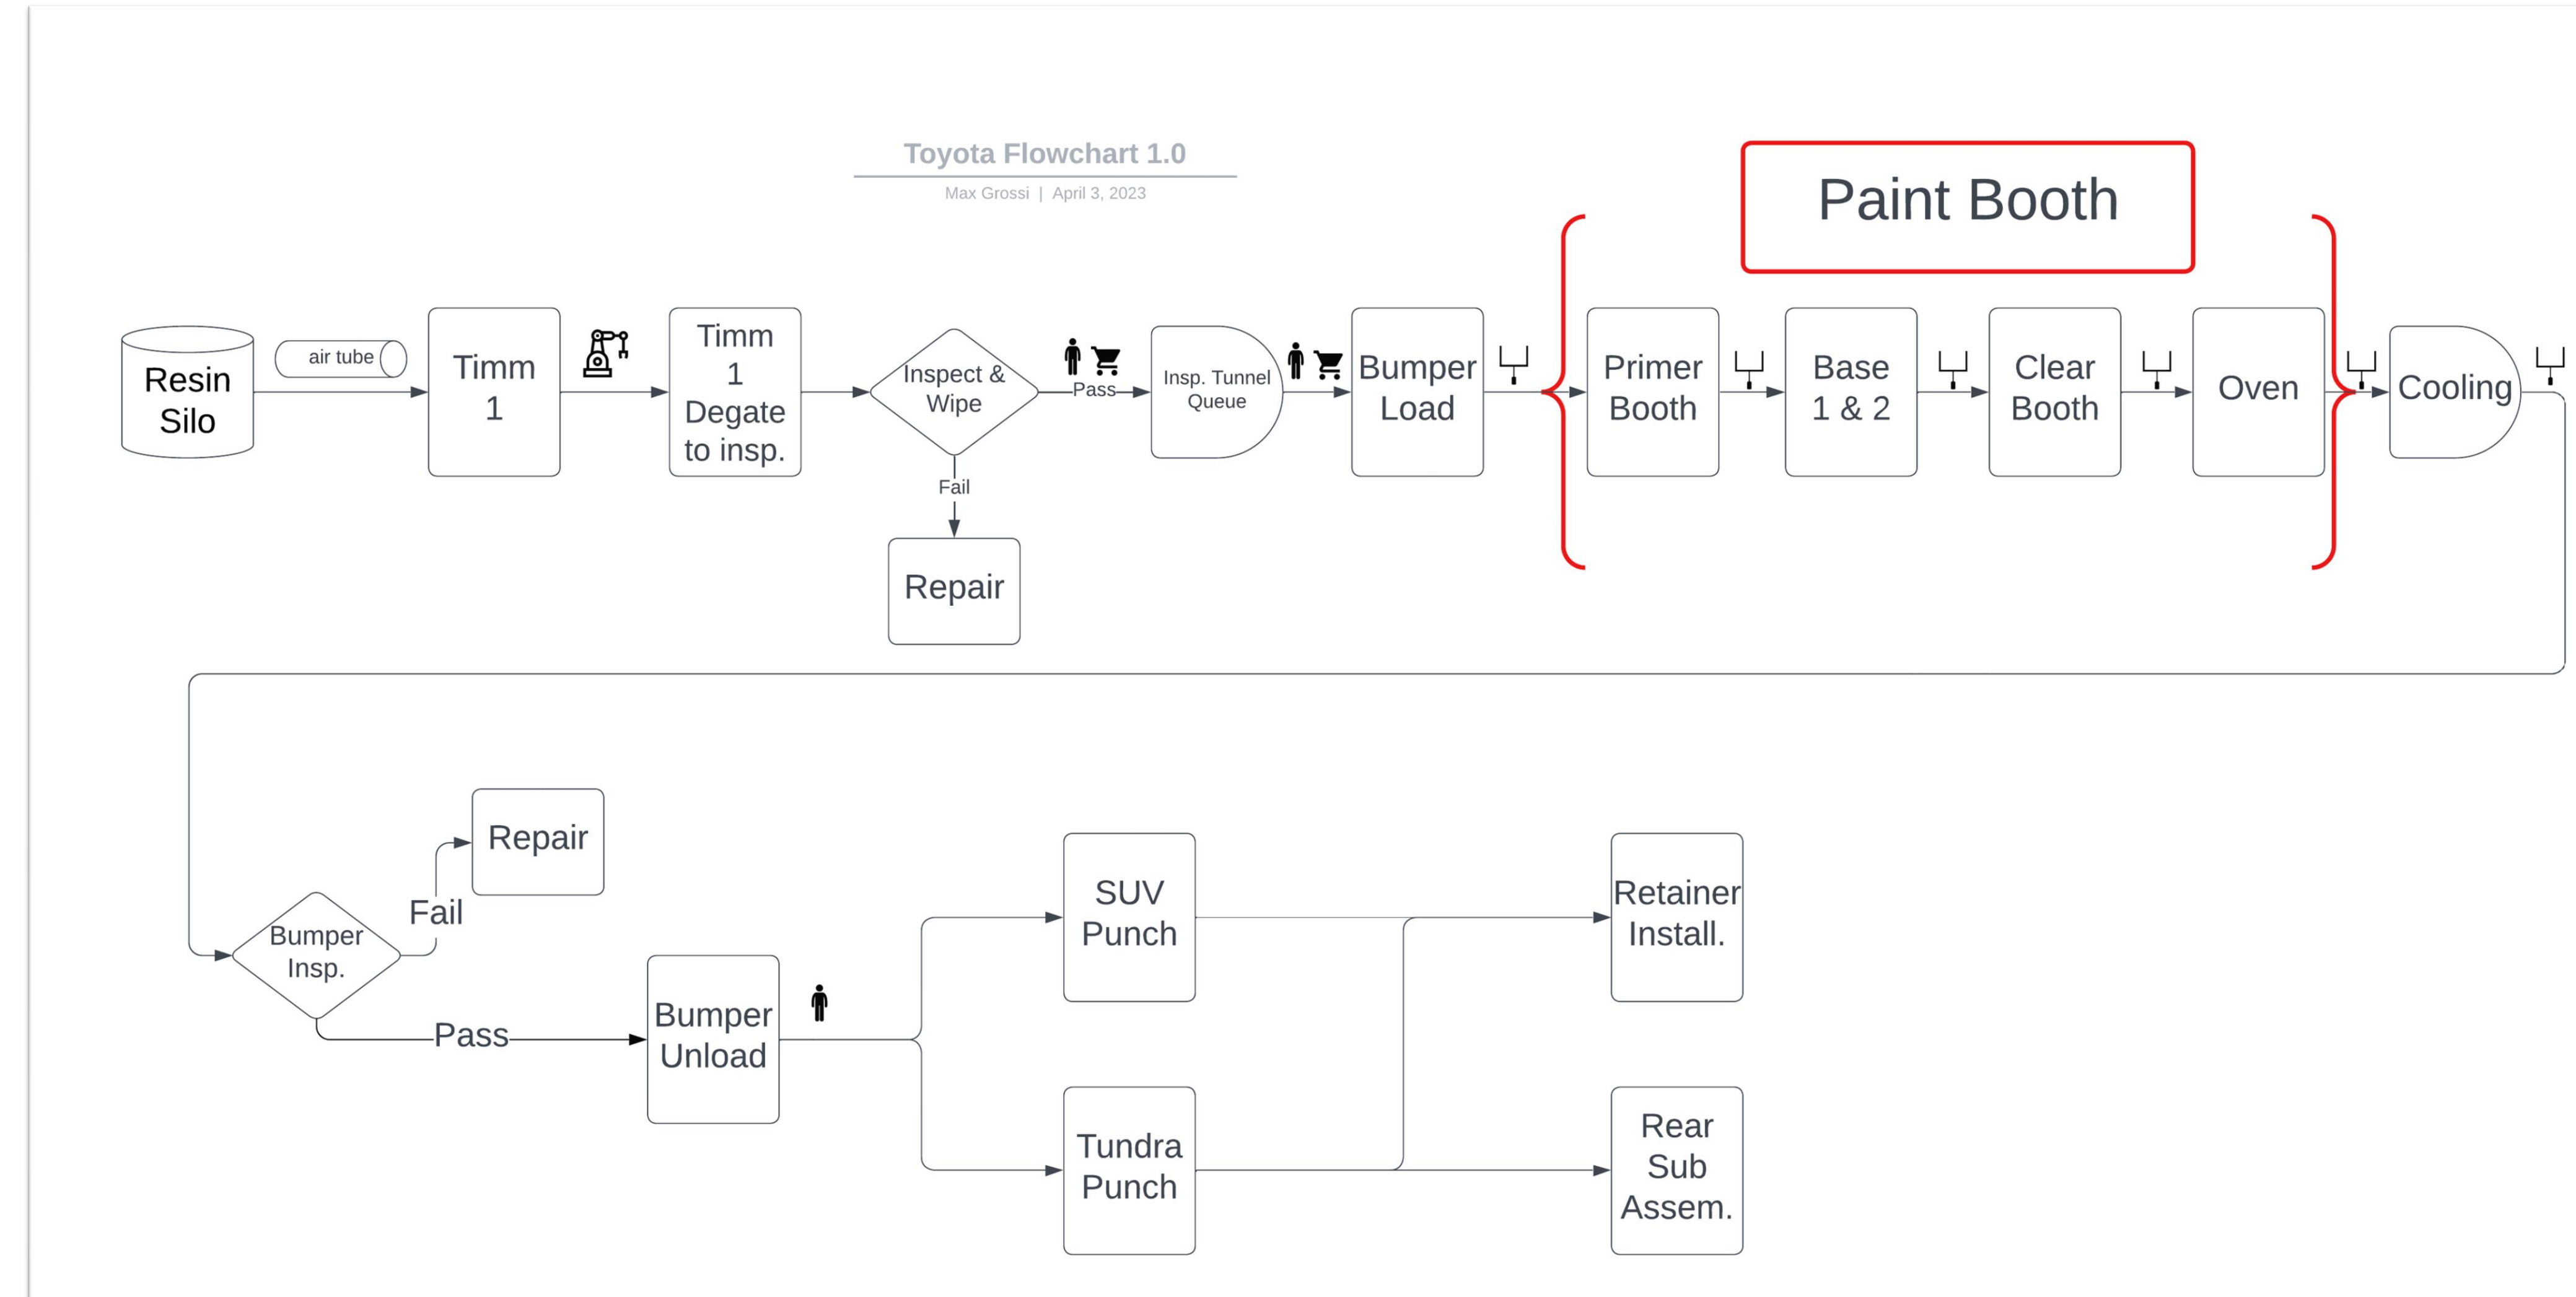 Toyota Flowchart 1.0
Max Grossi | April 3, 2023
Paint Booth
Resin
Silo
air tube
Timm
1
Timm
1
Degate
to insp.
Inspect &
Wipe
Pass
Fail
Repair
Insp. Tunnel
Queue
Bumper
Load
Primer
Booth
Base
1 & 2
Clear
Booth
Oven
Cooling
Bumper
Insp.
Fail
Repair
Pass
Bumper
Unload
SUV
Punch
Tundra
Punch
Retainer
Install.
Rear
Sub
Assem.